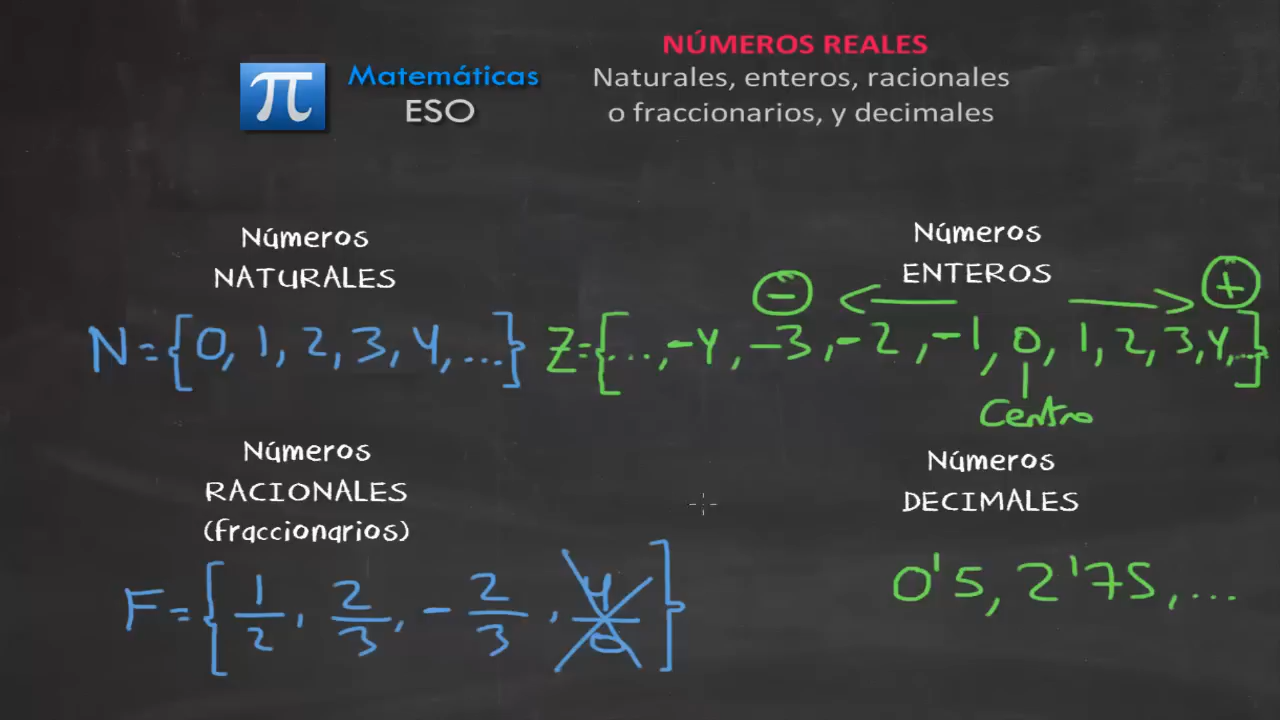 π
Matemáticas
ESO
NÚMEROS REALES
Naturales, enteros, racionales
o fraccionarios, y decimales
Números
NATURALES
N={0, 1, 2, 3, 4, ...}
Números
ENTEROS
- ← → +
Z={..., -4, -3, -2, -1, 0, 1, 2, 3, 4, ...}
Centro
Números
RACIONALES
(fraccionarios)
F={1/2, 2/3, -2/3, 4/0}
Números
DECIMALES
0'5, 2'75, ...